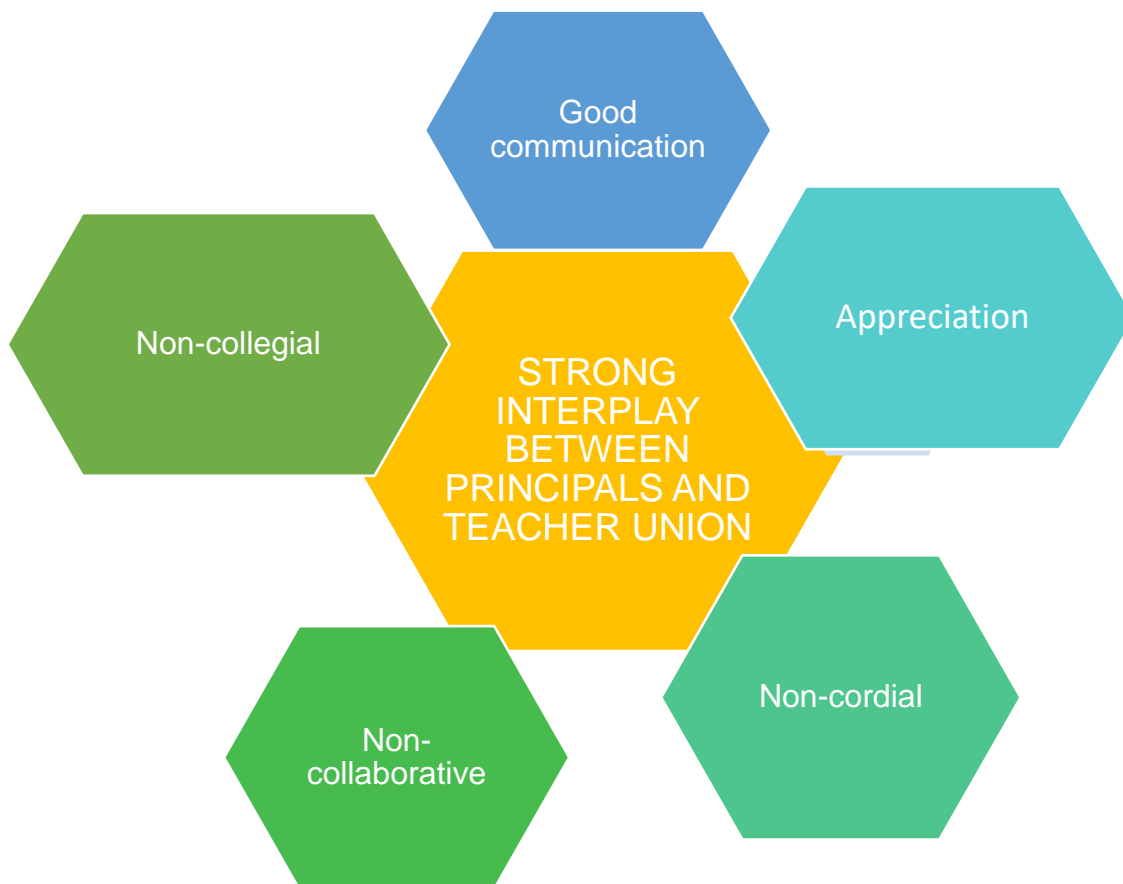 Good
communication
Appreciation
Non-collegial
STRONG
INTERPLAY
BETWEEN
PRINCIPALS AND
TEACHER UNION
Non-cordial
Non-
collaborative